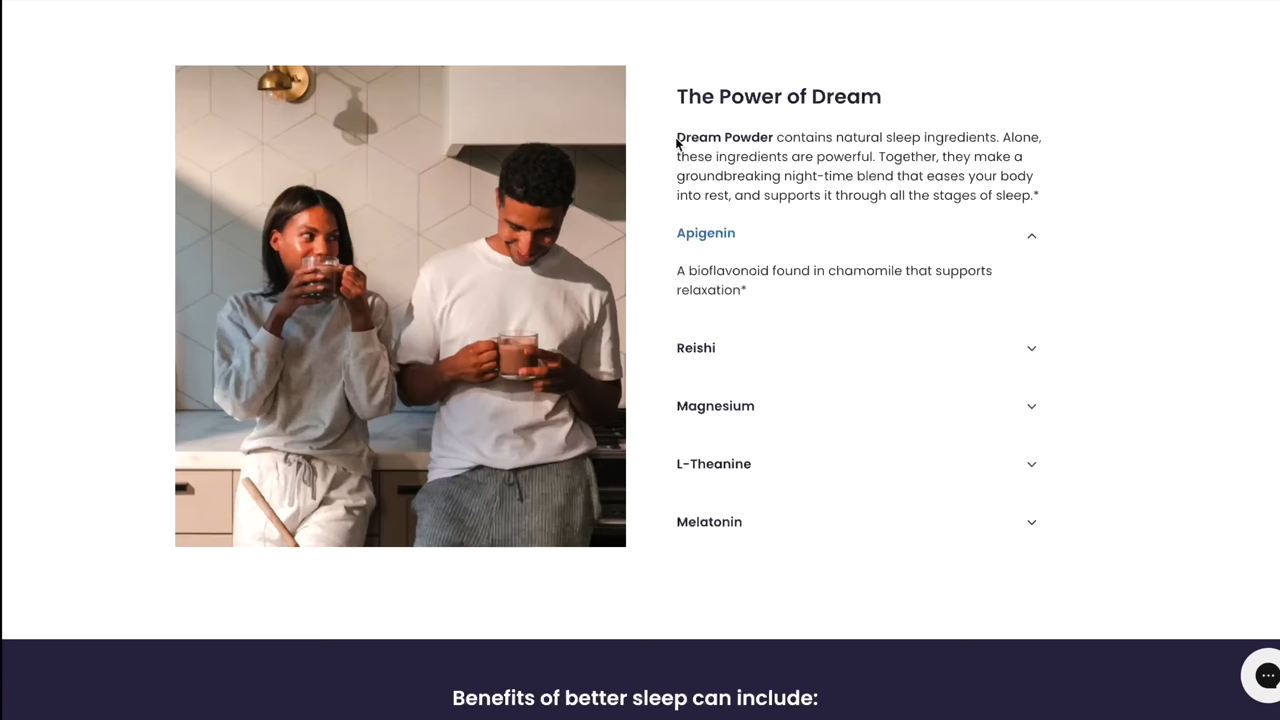 The Power of Dream
Dream Powder contains natural sleep ingredients. Alone,
these ingredients are powerful. Together, they make a
groundbreaking night-time blend that eases your body
into rest, and supports it through all the stages of sleep.*
Apigenin
A bioflavonoid found in chamomile that supports
relaxation*
Reishi
Magnesium
L-Theanine
Melatonin
Benefits of better sleep can include: